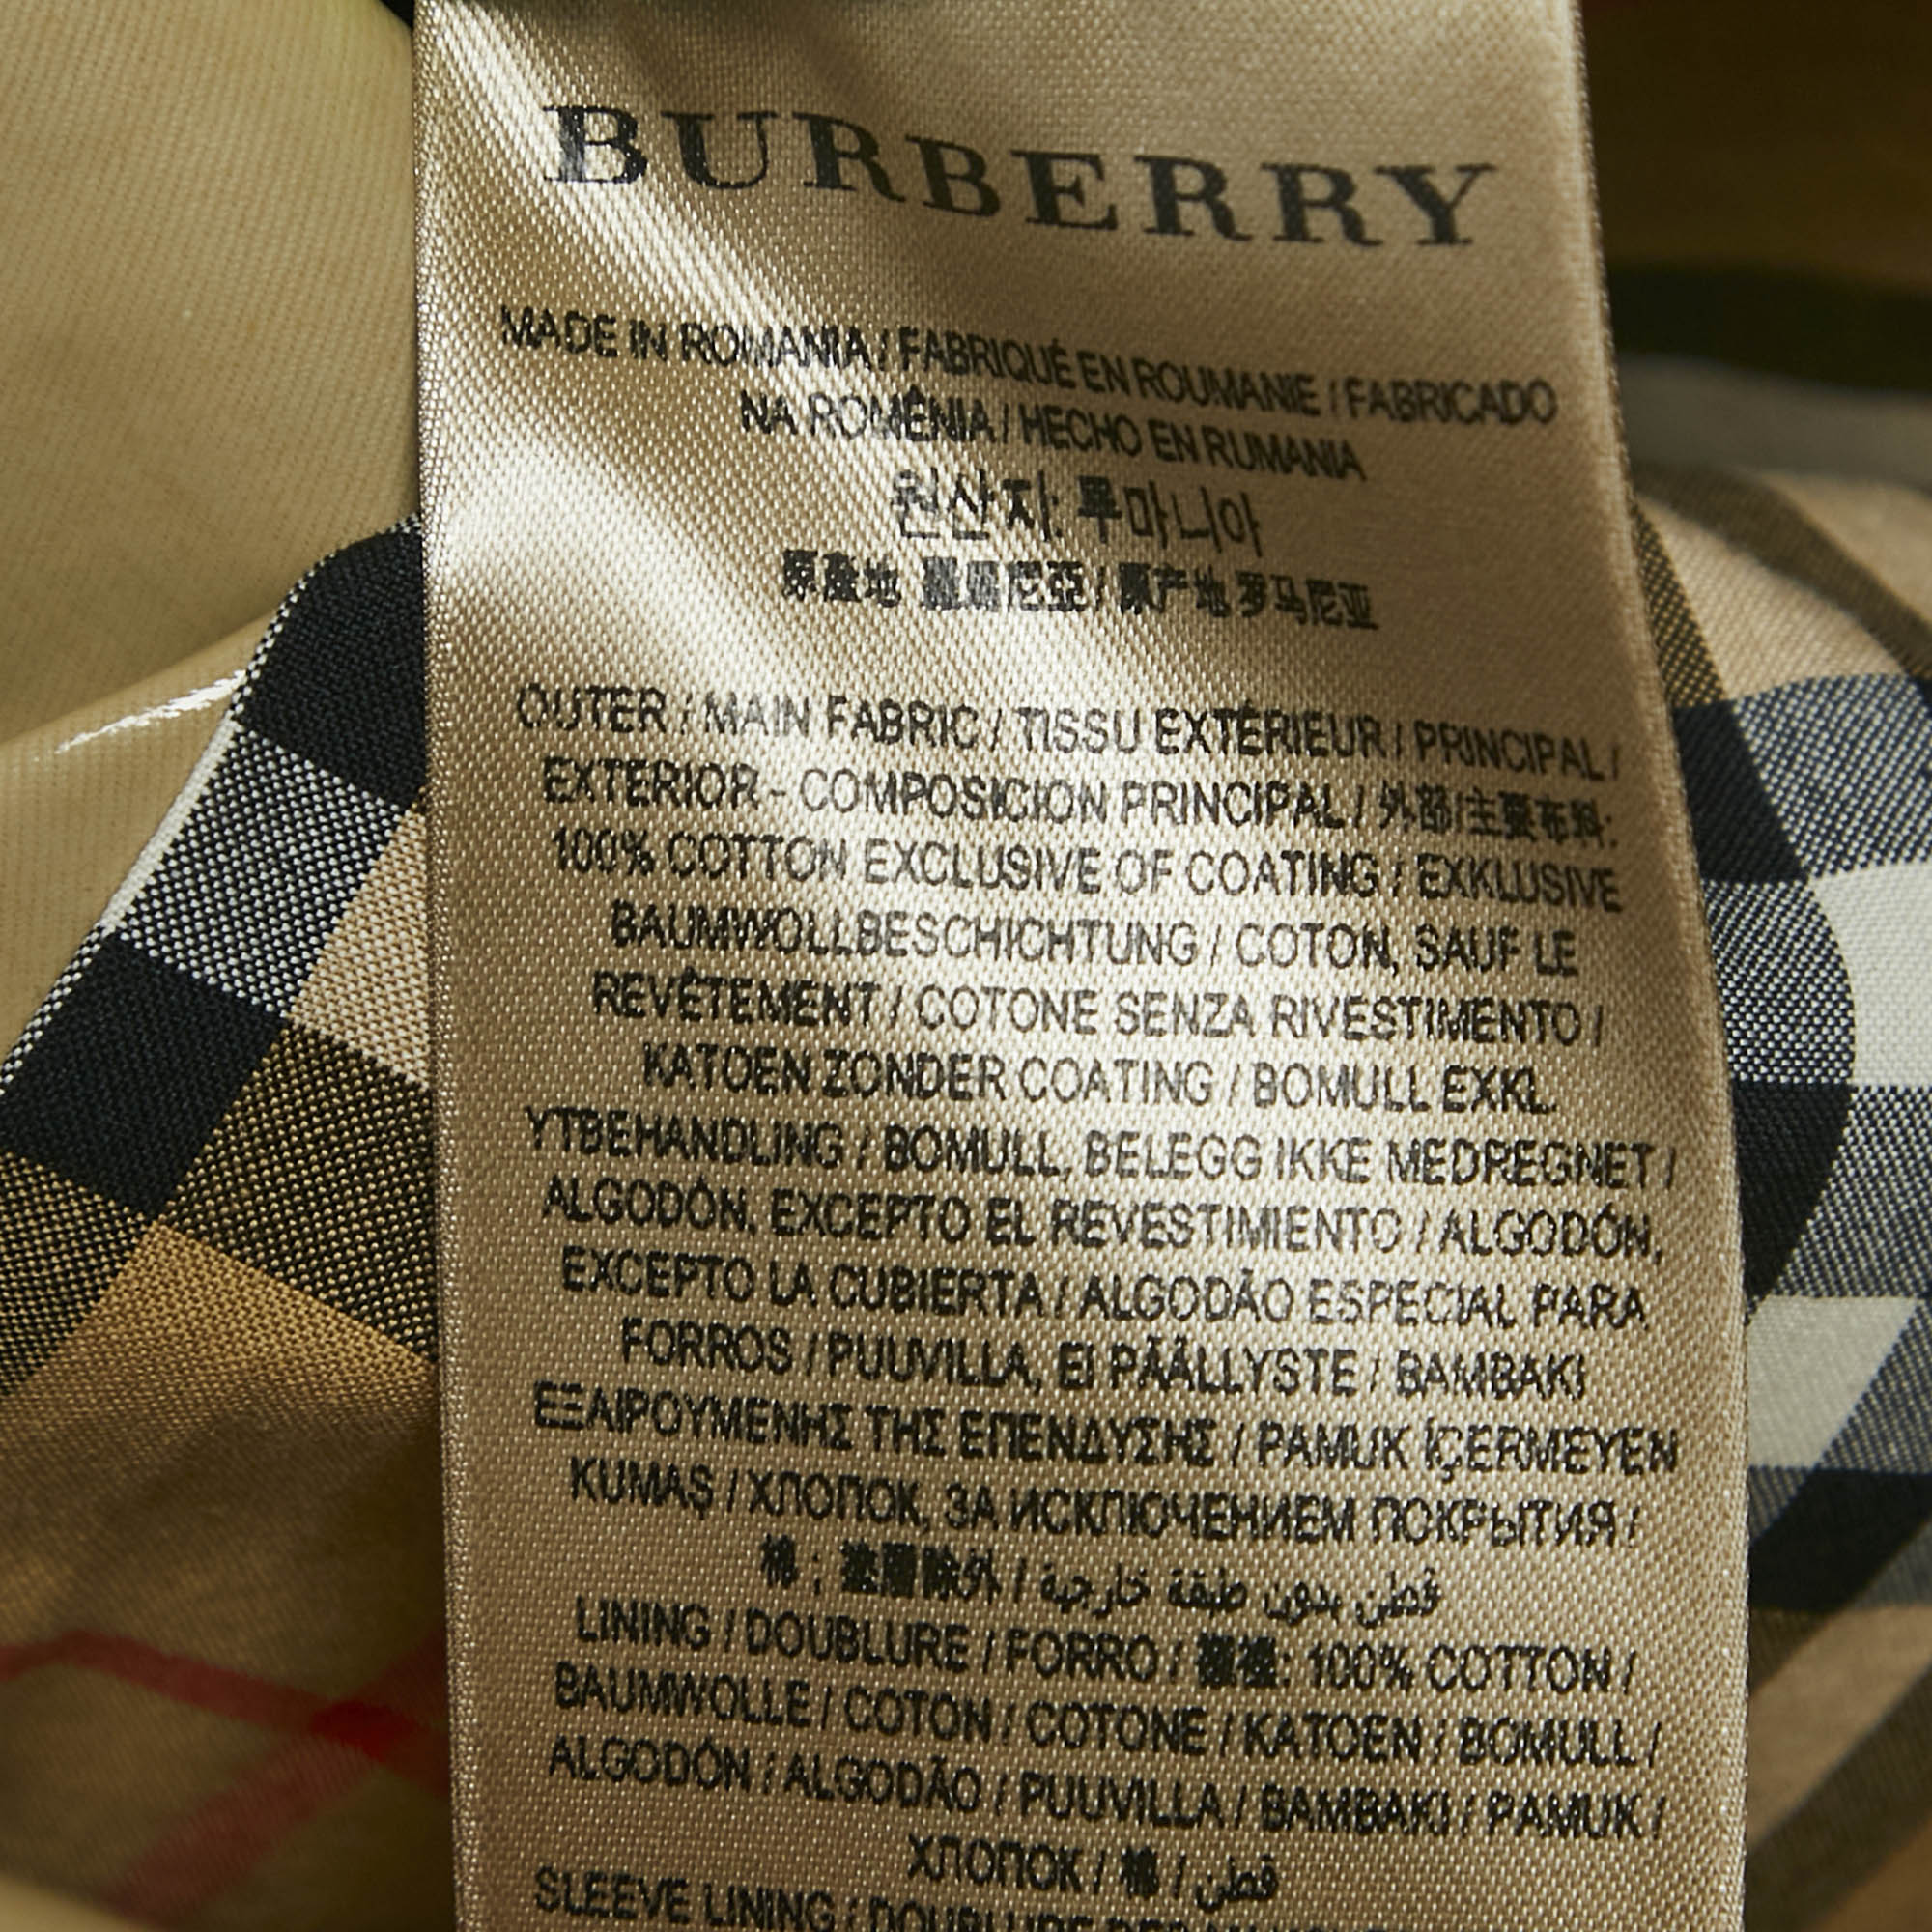 BURBERRY
MADE IN ROMANIA / FABRIQUÉ EN ROUMANIE / FABRICADO
NA ROMÊNIA / HECHO EN RUMANIA
원산지: 루마니아
原產地 羅馬尼亞 / 原产地 罗马尼亚
OUTER / MAIN FABRIC / TISSU EXTÉRIEUR / PRINCIPAL /
EXTERIOR - COMPOSICION PRINCIPAL / 外部/主要布料:
100% COTTON EXCLUSIVE OF COATING / EXKLUSIVE
BAUMWOLLBESCHICHTUNG / COTON, SAUF LE
REVÊTEMENT / COTONE SENZA RIVESTIMENTO /
KATOEN ZONDER COATING / BOMULL EXKL.
YTBEHANDLING / BOMULL, BELEGG IKKE MEDREGNET /
ALGODÓN, EXCEPTO EL REVESTIMIENTO / ALGODÓN,
EXCEPTO LA CUBIERTA / ALGODÃO ESPECIAL PARA
FORROS / PUUVILLA, EI PÄÄLLYSTE / BAMBAKI
ΕΞΑΙΡΟΥΜΕΝΗΣ ΤΗΣ ΕΠΕΝΔΥΣΗΣ / PAMUK İÇERMEYEN
KUMAŞ / ХЛОПОК, ЗА ИСКЛЮЧЕНИЕМ ПОКРЫТИЯ /
棉 ; 塗層除外 / قطن بدون طبقة خارجية
LINING / DOUBLURE / FORRO / : 100% COTTON /
BAUMWOLLE / COTON / COTONE / KATOEN / BOMULL /
ALGODÓN / ALGODÃO / PUUVILLA / BAMBAKI / PAMUK /
ХЛОПОК / 棉 / قطن
SLEEVE LINING / DOUBLURE